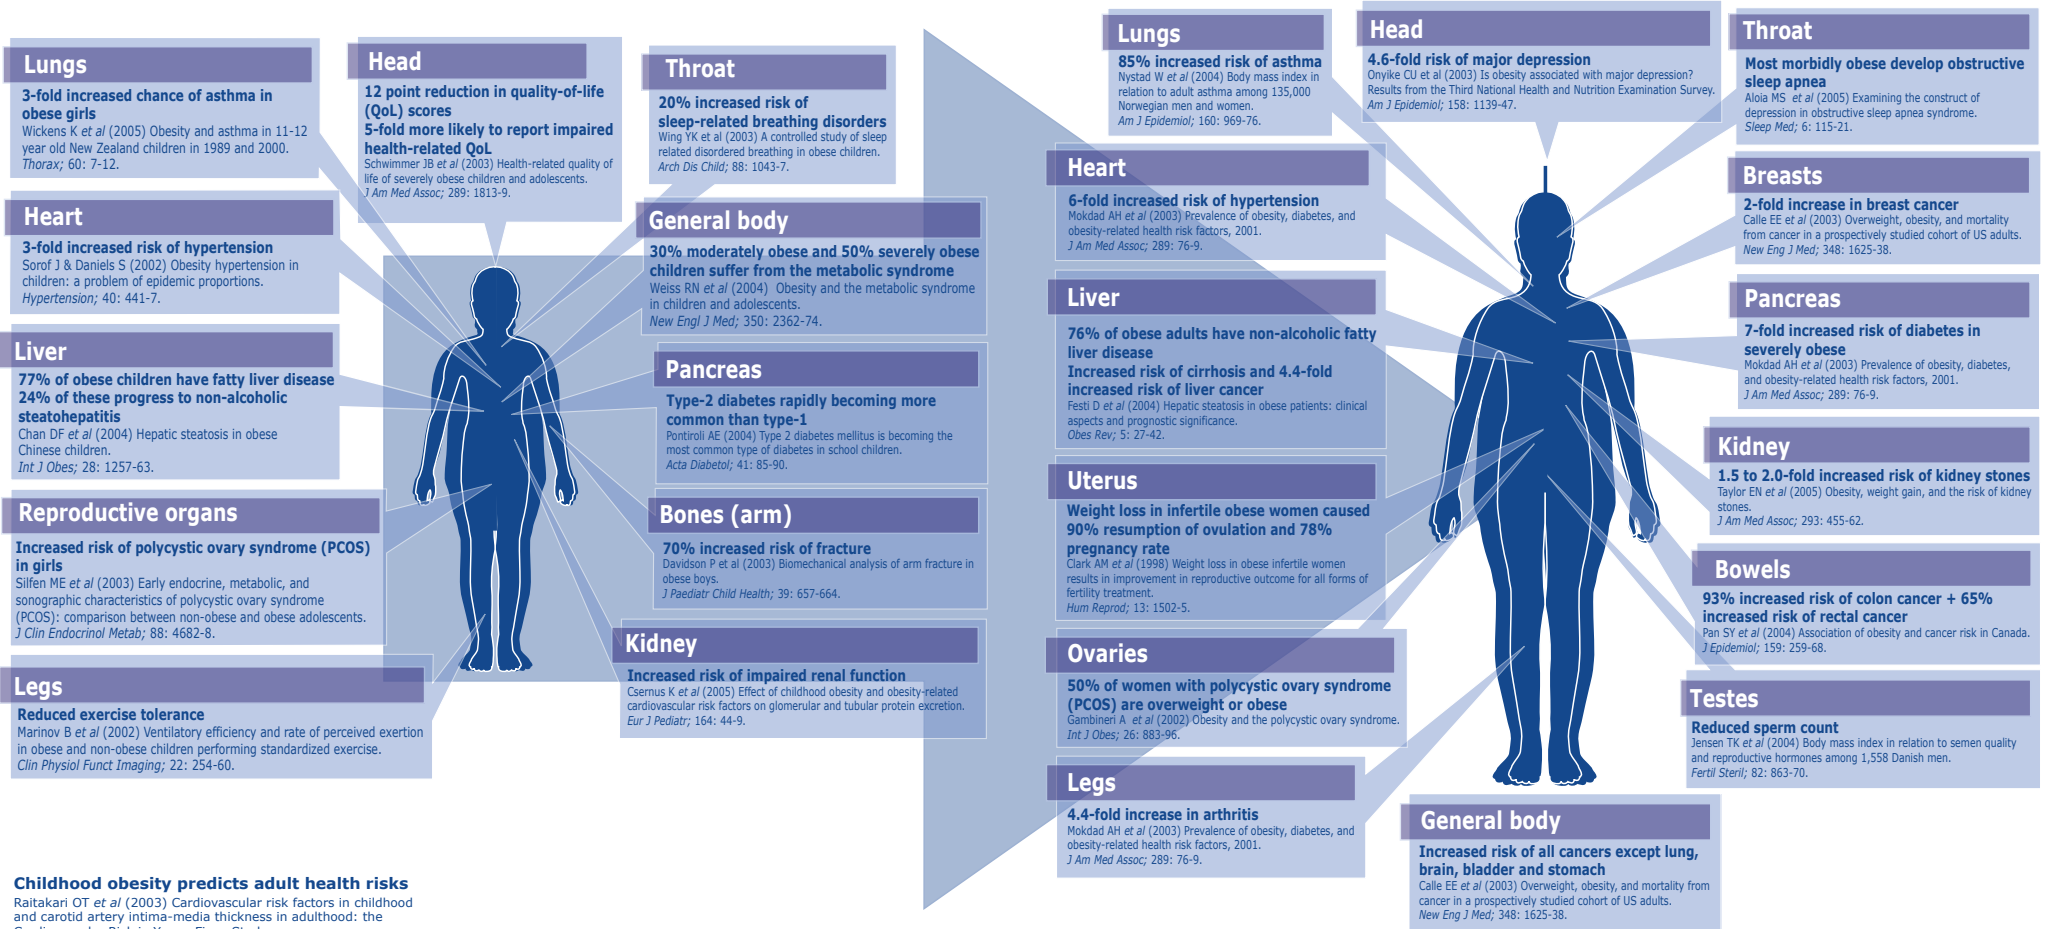 Lungs
3-fold increased chance of asthma in
obese girls
Wickens K et al (2005) Obesity and asthma in 11-12
year old New Zealand children in 1989 and 2000.
Thorax; 60: 7-12.
Head
12 point reduction in quality-of-life
(QoL) scores
5-fold more likely to report impaired
health-related QoL
Schwimmer JB et al (2003) Health-related quality of
life of severely obese children and adolescents.
J Am Med Assoc; 289: 1813-9.
Throat
20% increased risk of
sleep-related breathing disorders
Wing YK et al (2003) A controlled study of sleep
related disordered breathing in obese children.
Arch Dis Child; 88: 1043-7.
Heart
3-fold increased risk of hypertension
Sorof J & Daniels S (2002) Obesity hypertension in
children: a problem of epidemic proportions.
Hypertension; 40: 441-7.
General body
30% moderately obese and 50% severely obese
children suffer from the metabolic syndrome
Weiss RN et al (2004) Obesity and the metabolic syndrome
in children and adolescents.
New Engl J Med; 350: 2362-74.
Liver
77% of obese children have fatty liver disease
24% of these progress to non-alcoholic
steatohepatitis
Chan DF et al (2004) Hepatic steatosis in obese
Chinese children.
Int J Obes; 28: 1257-63.
Pancreas
Type-2 diabetes rapidly becoming more
common than type-1
Pontiroli AE (2004) Type 2 diabetes mellitus is becoming the
most common type of diabetes in school children.
Acta Diabetol; 41: 85-90.
Reproductive organs
Increased risk of polycystic ovary syndrome (PCOS)
in girls
Silfen ME et al (2003) Early endocrine, metabolic, and
sonographic characteristics of polycystic ovary syndrome
(PCOS): comparison between non-obese and obese adolescents.
J Clin Endocrinol Metab; 88: 4682-8.
Bones (arm)
70% increased risk of fracture
Davidson P et al (2003) Biomechanical analysis of arm fracture in
obese boys.
J Paediatr Child Health; 39: 657-664.
Kidney
Increased risk of impaired renal function
Csernus K et al (2005) Effect of childhood obesity and obesity-related
cardiovascular risk factors on glomerular and tubular protein excretion.
Eur J Pediatr; 164: 44-9.
Legs
Reduced exercise tolerance
Marinov B et al (2002) Ventilatory efficiency and rate of perceived exertion
in obese and non-obese children performing standardized exercise.
Clin Physiol Funct Imaging; 22: 254-60.
Childhood obesity predicts adult health risks
Raitakari OT et al (2003) Cardiovascular risk factors in childhood
and carotid artery intima-media thickness in adulthood: the
Lungs
85% increased risk of asthma
Nystad W et al (2004) Body mass index in
relation to adult asthma among 135,000
Norwegian men and women.
Am J Epidemiol; 160: 969-76.
Head
4.6-fold risk of major depression
Onyike CU et al (2003) Is obesity associated with major depression?
Results from the Third National Health and Nutrition Examination Survey.
Am J Epidemiol; 158: 1139-47.
Throat
Most morbidly obese develop obstructive
sleep apnea
Aloia MS et al (2005) Examining the construct of
depression in obstructive sleep apnea syndrome.
Sleep Med; 6: 115-21.
Heart
6-fold increased risk of hypertension
Mokdad AH et al (2003) Prevalence of obesity, diabetes, and
obesity-related health risk factors, 2001.
J Am Med Assoc; 289: 76-9.
Breasts
2-fold increase in breast cancer
Calle EE et al (2003) Overweight, obesity, and mortality
from cancer in a prospectively studied cohort of US adults.
New Eng J Med; 348: 1625-38.
Liver
76% of obese adults have non-alcoholic fatty
liver disease
Increased risk of cirrhosis and 4.4-fold
increased risk of liver cancer
Festi D et al (2004) Hepatic steatosis in obese patients: clinical
aspects and prognostic significance.
Obes Rev; 5: 27-42.
Pancreas
7-fold increased risk of diabetes in
severely obese
Mokdad AH et al (2003) Prevalence of obesity, diabetes,
and obesity-related health risk factors, 2001.
J Am Med Assoc; 289: 76-9.
Kidney
1.5 to 2.0-fold increased risk of kidney stones
Taylor EN et al (2005) Obesity, weight gain, and the risk of kidney
stones.
J Am Med Assoc; 293: 455-62.
Uterus
Weight loss in infertile obese women caused
90% resumption of ovulation and 78%
pregnancy rate
Clark AM et al (1998) Weight loss in obese infertile women
results in improvement in reproductive outcome for all forms of
fertility treatment.
Hum Reprod; 13: 1502-5.
Bowels
93% increased risk of colon cancer + 65%
increased risk of rectal cancer
Pan SY et al (2004) Association of obesity and cancer risk in Canada.
J Epidemiol; 159: 259-68.
Ovaries
50% of women with polycystic ovary syndrome
(PCOS) are overweight or obese
Gambineri A et al (2002) Obesity and the polycystic ovary syndrome.
Int J Obes; 26: 883-96.
Testes
Reduced sperm count
Jensen TK et al (2004) Body mass index in relation to semen quality
and reproductive hormones among 1,558 Danish men.
Fertil Steril; 82: 863-70.
Legs
4.4-fold increase in arthritis
Mokdad AH et al (2003) Prevalence of obesity, diabetes, and
obesity-related health risk factors, 2001.
J Am Med Assoc; 289: 76-9.
General body
Increased risk of all cancers except lung,
brain, bladder and stomach
Calle EE et al (2003) Overweight, obesity, and mortality from
cancer in a prospectively studied cohort of US adults.
New Eng J Med; 348: 1625-38.